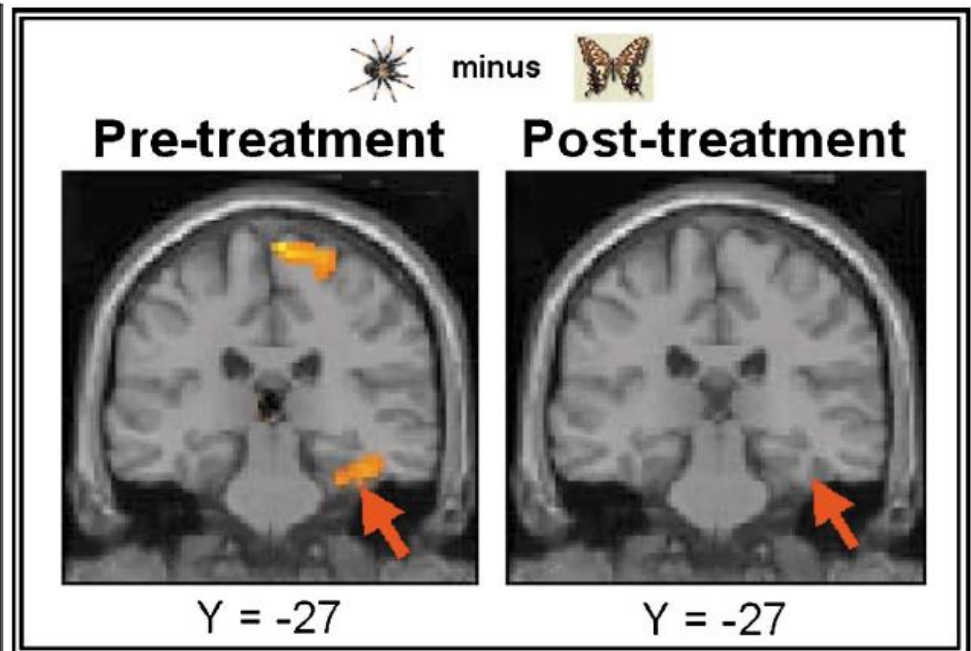 minus
Pre-treatment Post-treatment
Y = -27 Y = -27